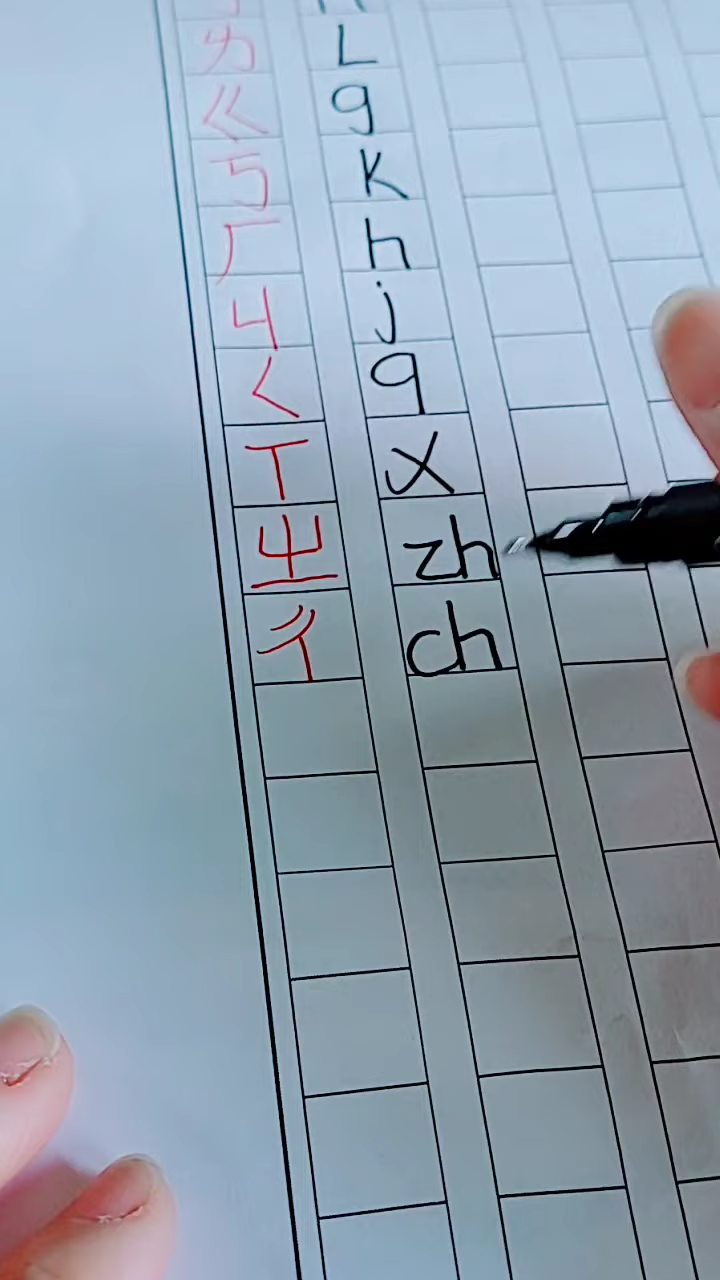 ㄌ L
ㄍ g
ㄎ k
ㄏ h
ㄐ j
ㄑ q
ㄒ x
ㄓ zh
ㄔ ch